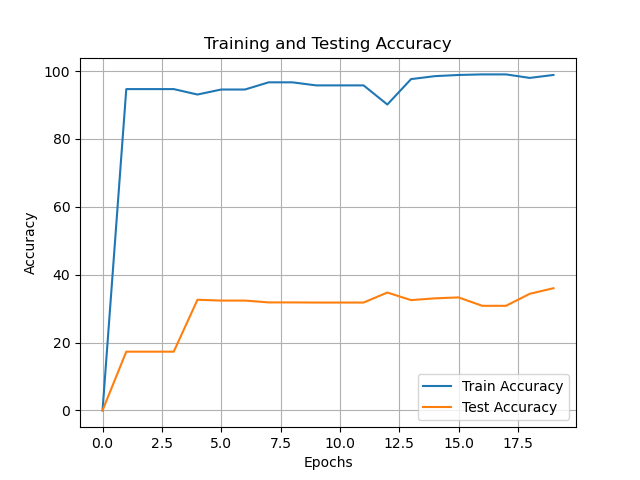 Training and Testing Accuracy
100
80
60
40
20
0
Accuracy
0.0 2.5 5.0 7.5 10.0 12.5 15.0 17.5
Epochs
Train Accuracy
Test Accuracy